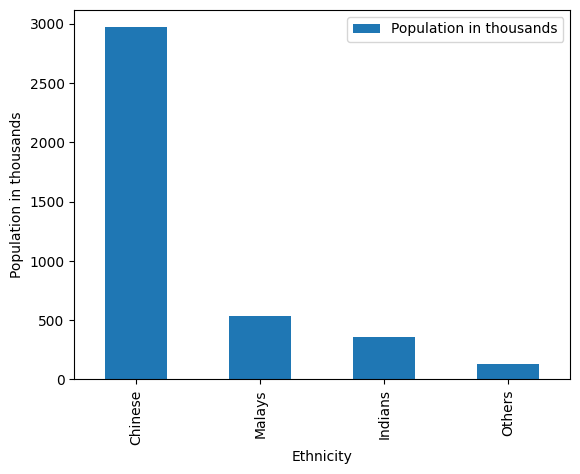 Population in thousands
Population in thousands
3000
2500
2000
1500
1000
500
0
Chinese
Malays
Indians
Others
Ethnicity